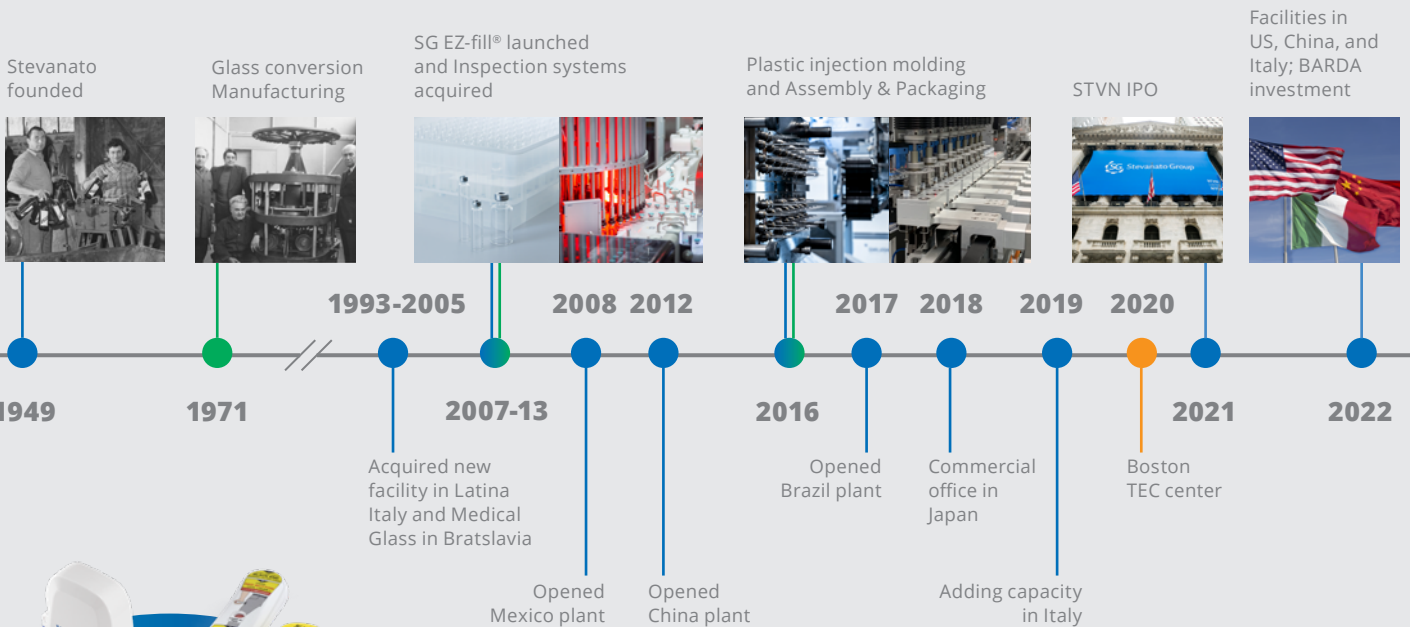 Stevanato
founded
Glass conversion
Manufacturing
SG EZ-fill® launched
and Inspection systems
acquired
Plastic injection molding
and Assembly & Packaging
STVN IPO
Facilities in
US, China, and
Italy; BARDA
investment
SG Stevanato Group
1993-2005
2008
2012
2017
2018
2019
2020
1949
1971
2007-13
2016
2021
2022
Acquired new
facility in Latina
Italy and Medical
Glass in Bratslavia
Opened
Mexico plant
Opened
China plant
Opened
Brazil plant
Commercial
office in
Japan
Adding capacity
in Italy
Boston
TEC center